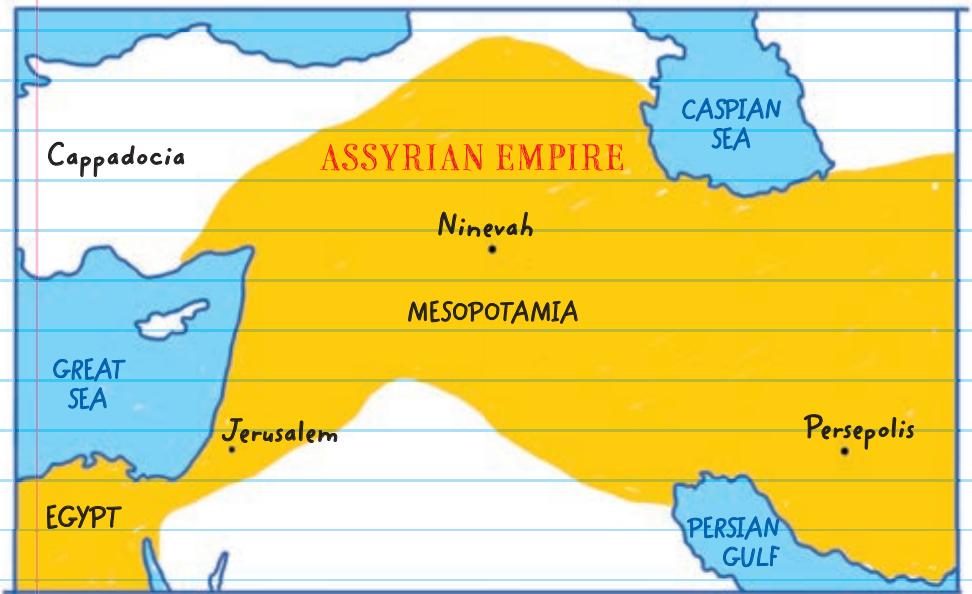 CASPIAN
SEA
Cappadocia
ASSYRIAN EMPIRE
Ninevah
MESOPOTAMIA
GREAT
SEA
Jerusalem
Persepolis
EGYPT
PERSIAN
GULF